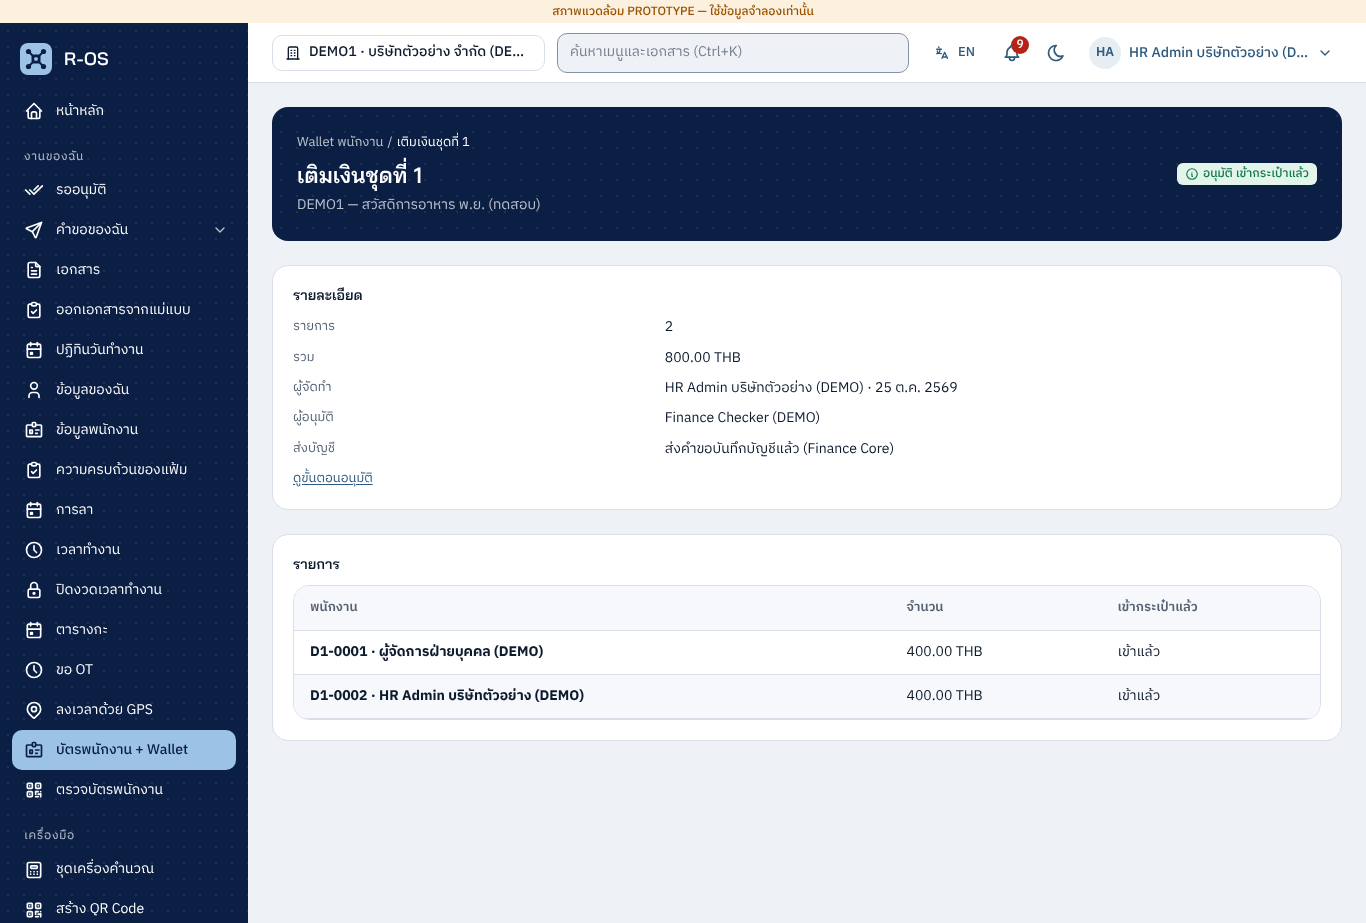 สภาพแวดล้อม PROTOTYPE — ใช้ข้อมูลจำลองเท่านั้น
R-OS
DEMO1 · บริษัทตัวอย่าง จำกัด (DE...
ค้นหาเมนูและเอกสาร (Ctrl+K)
EN
9
HA
HR Admin บริษัทตัวอย่าง (D...
หน้าหลัก
งานของฉัน
รออนุมัติ
คำขอของฉัน
เอกสาร
ออกเอกสารจากแม่แบบ
ปฏิทินวันทำงาน
ข้อมูลของฉัน
ข้อมูลพนักงาน
ความครบถ้วนของแฟ้ม
การลา
เวลาทำงาน
ปิดงวดเวลาทำงาน
ตารางกะ
ขอ OT
ลงเวลาด้วย GPS
บัตรพนักงาน + Wallet
ตรวจบัตรพนักงาน
เครื่องมือ
ชุดเครื่องคำนวณ
สร้าง QR Code
Wallet พนักงาน / เติมเงินชุดที่ 1
เติมเงินชุดที่ 1
อนุมัติ เข้ากระเป๋าแล้ว
DEMO1 — สวัสดิการอาหาร พ.ย. (ทดสอบ)
รายละเอียด
รายการ 2
รวม 800.00 THB
ผู้จัดทำ HR Admin บริษัทตัวอย่าง (DEMO) · 25 ต.ค. 2569
ผู้อนุมัติ Finance Checker (DEMO)
ส่งบัญชี ส่งคำขอบันทึกบัญชีแล้ว (Finance Core)
ดูขั้นตอนอนุมัติ
รายการ
พนักงาน จำนวน เข้ากระเป๋าแล้ว
D1-0001 · ผู้จัดการฝ่ายบุคคล (DEMO) 400.00 THB เข้าแล้ว
D1-0002 · HR Admin บริษัทตัวอย่าง (DEMO) 400.00 THB เข้าแล้ว